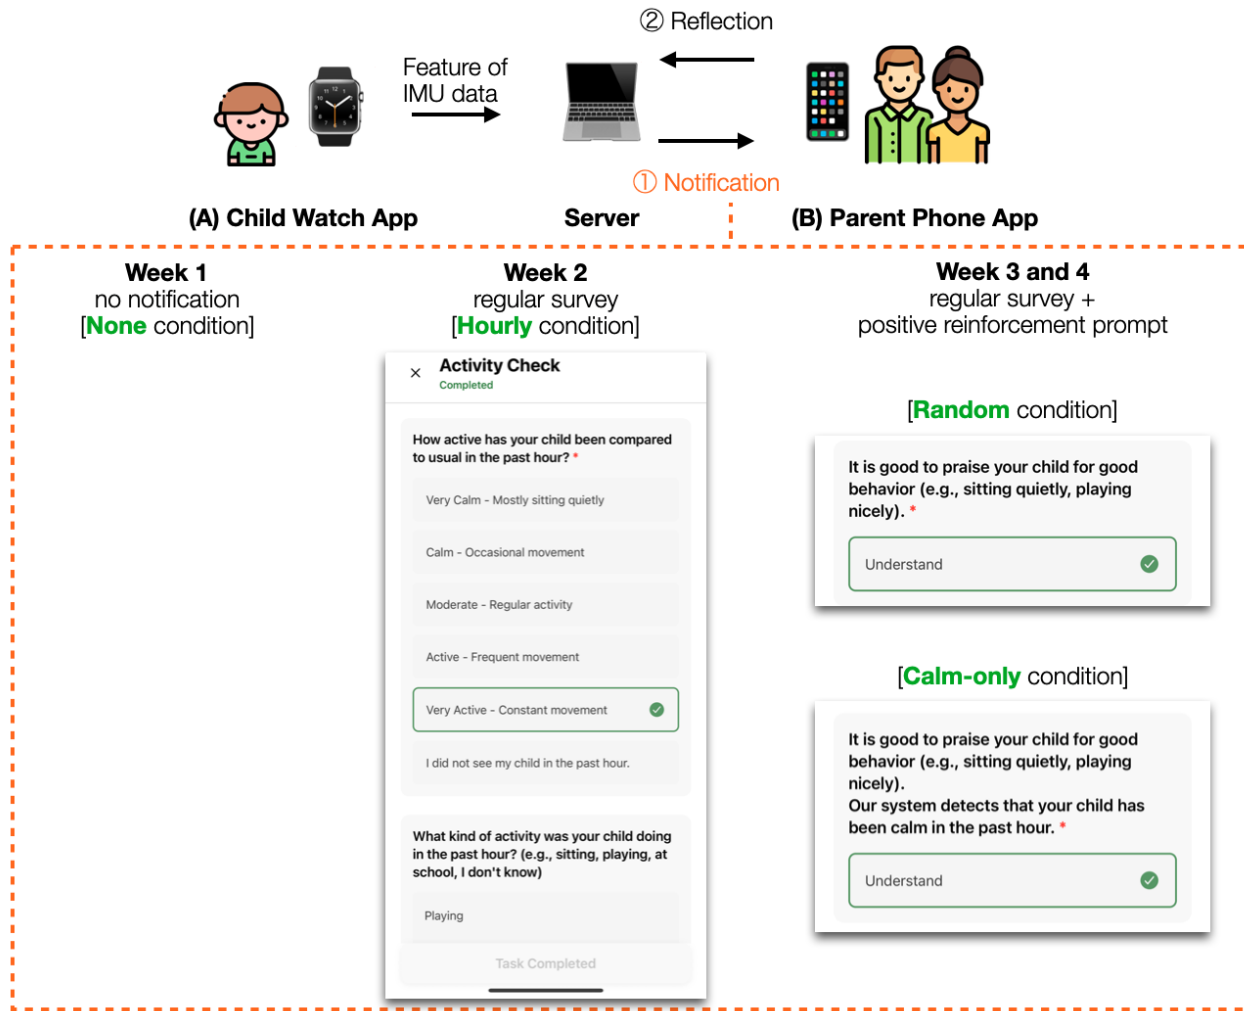 ② Reflection
Feature of
IMU data
① Notification
(A) Child Watch App
Server
(B) Parent Phone App
Week 1
no notification
[None condition]
Week 2
regular survey
[Hourly condition]
× Activity Check
Completed
How active has your child been compared
to usual in the past hour? *
Very Calm - Mostly sitting quietly
Calm - Occasional movement
Moderate - Regular activity
Active - Frequent movement
Very Active - Constant movement
I did not see my child in the past hour.
What kind of activity was your child doing
in the past hour? (e.g., sitting, playing, at
school, I don't know)
Playing
Task Completed
Week 3 and 4
regular survey +
positive reinforcement prompt
[Random condition]
It is good to praise your child for good
behavior (e.g., sitting quietly, playing
nicely). *
Understand
[Calm-only condition]
It is good to praise your child for good
behavior (e.g., sitting quietly, playing
nicely).
Our system detects that your child has
been calm in the past hour. *
Understand